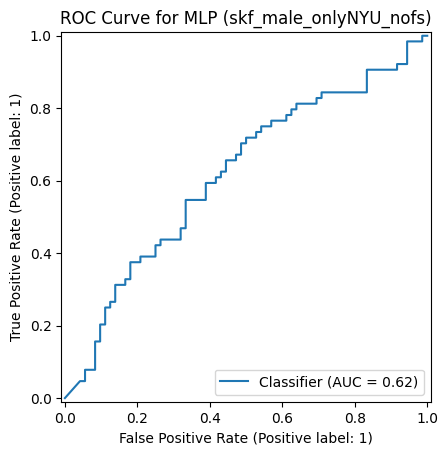 ROC Curve for MLP (skf_male_onlyNYU_nofs)
1.0
0.8
0.6
0.4
0.2
0.0
True Positive Rate (Positive label: 1)
Classifier (AUC = 0.62)
0.0 0.2 0.4 0.6 0.8 1.0
False Positive Rate (Positive label: 1)